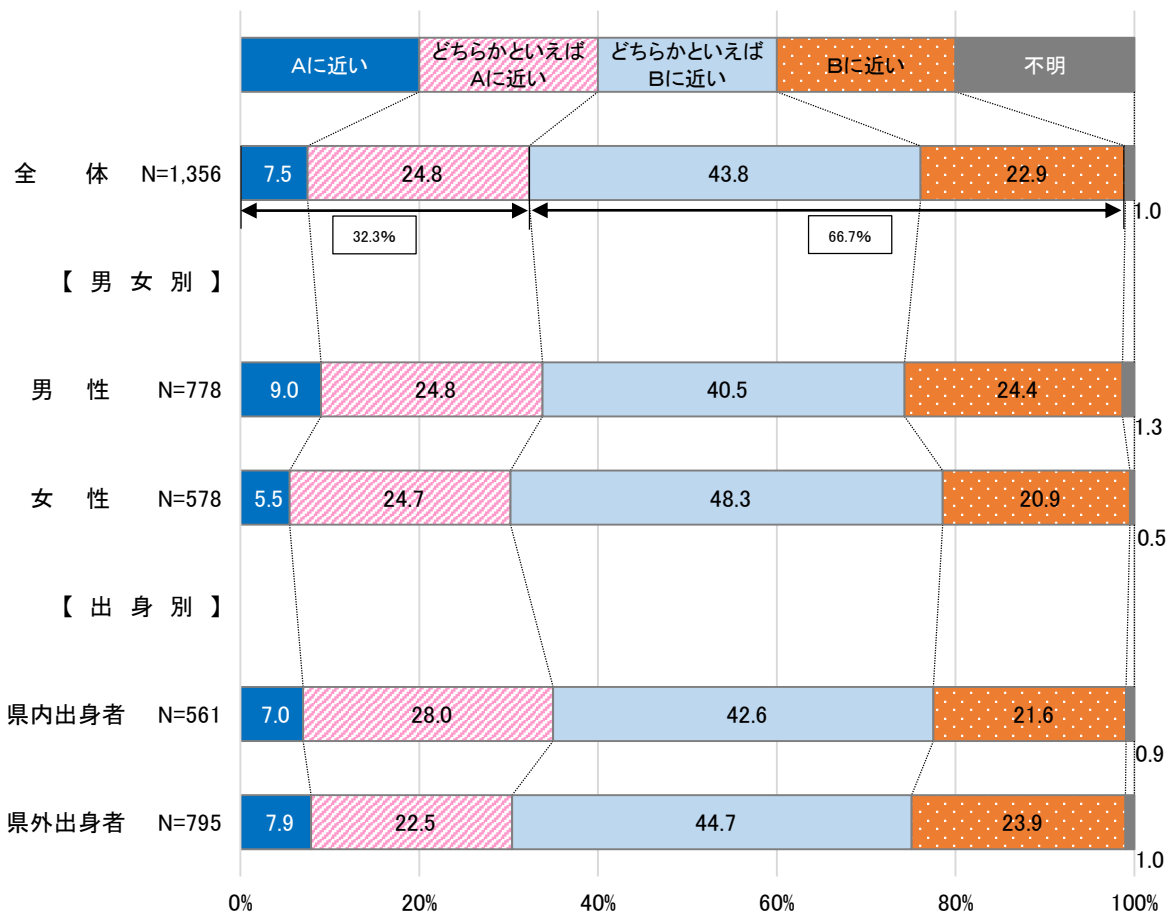 Aに近い
どちらかといえば
Aに近い
どちらかといえば
Bに近い
Bに近い
不明
全　体 N=1,356 7.5 24.8 43.8 22.9 1.0
32.3% 66.7%
【 男 女 別 】
男　性 N=778 9.0 24.8 40.5 24.4 1.3
女　性 N=578 5.5 24.7 48.3 20.9 0.5
【 出 身 別 】
県内出身者 N=561 7.0 28.0 42.6 21.6 0.9
県外出身者 N=795 7.9 22.5 44.7 23.9 1.0
0% 20% 40% 60% 80% 100%